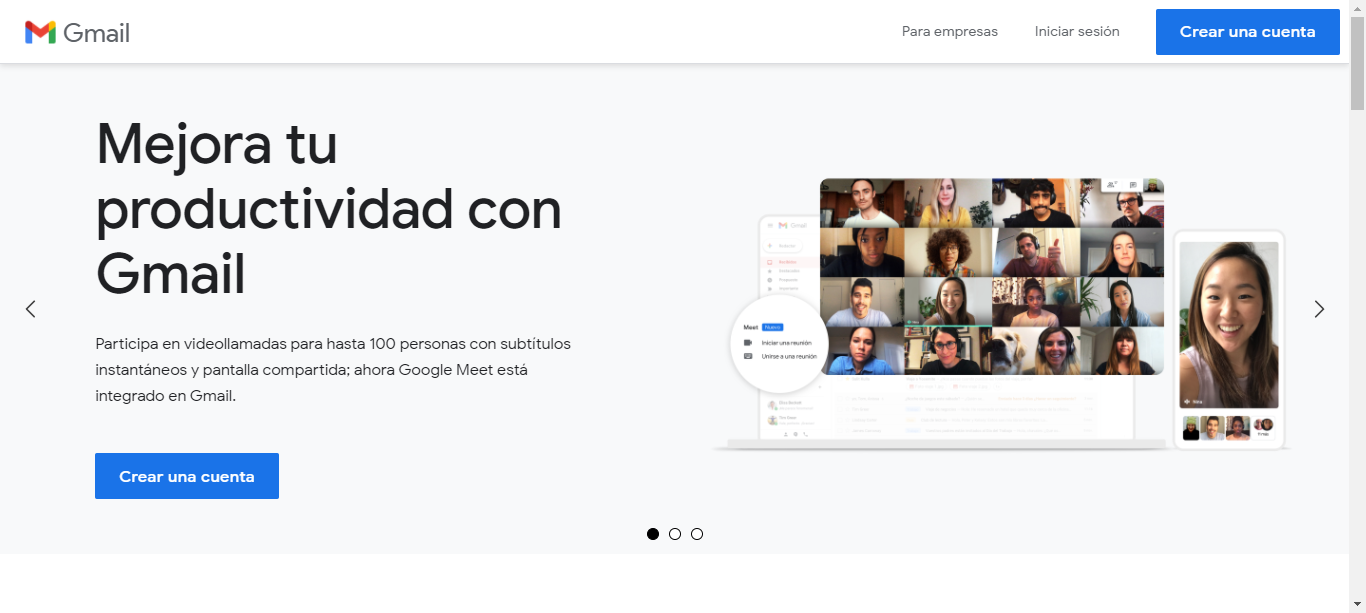 Gmail
Para empresas
Iniciar sesión
Crear una cuenta
Mejora tu
productividad con
Gmail
Participa en videollamadas para hasta 100 personas con subtítulos
instantáneos y pantalla compartida; ahora Google Meet está
integrado en Gmail.
Crear una cuenta
Gmail
Meet Nuevo
Iniciar una reunión
Unirse a una reunión